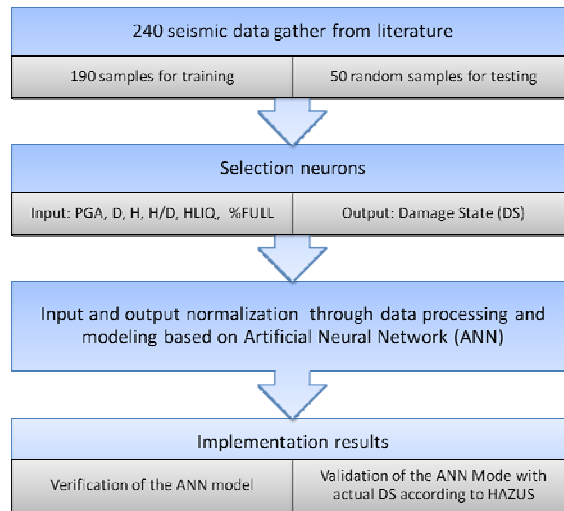 240 seismic data gather from literature
190 samples for training
50 random samples for testing
Selection neurons
Input: PGA, D, H, H/D, HLIQ, %FULL
Output: Damage State (DS)
Input and output normalization through data processing and
modeling based on Artificial Neural Network (ANN)
Implementation results
Verification of the ANN model
Validation of the ANN Mode with
actual DS according to HAZUS